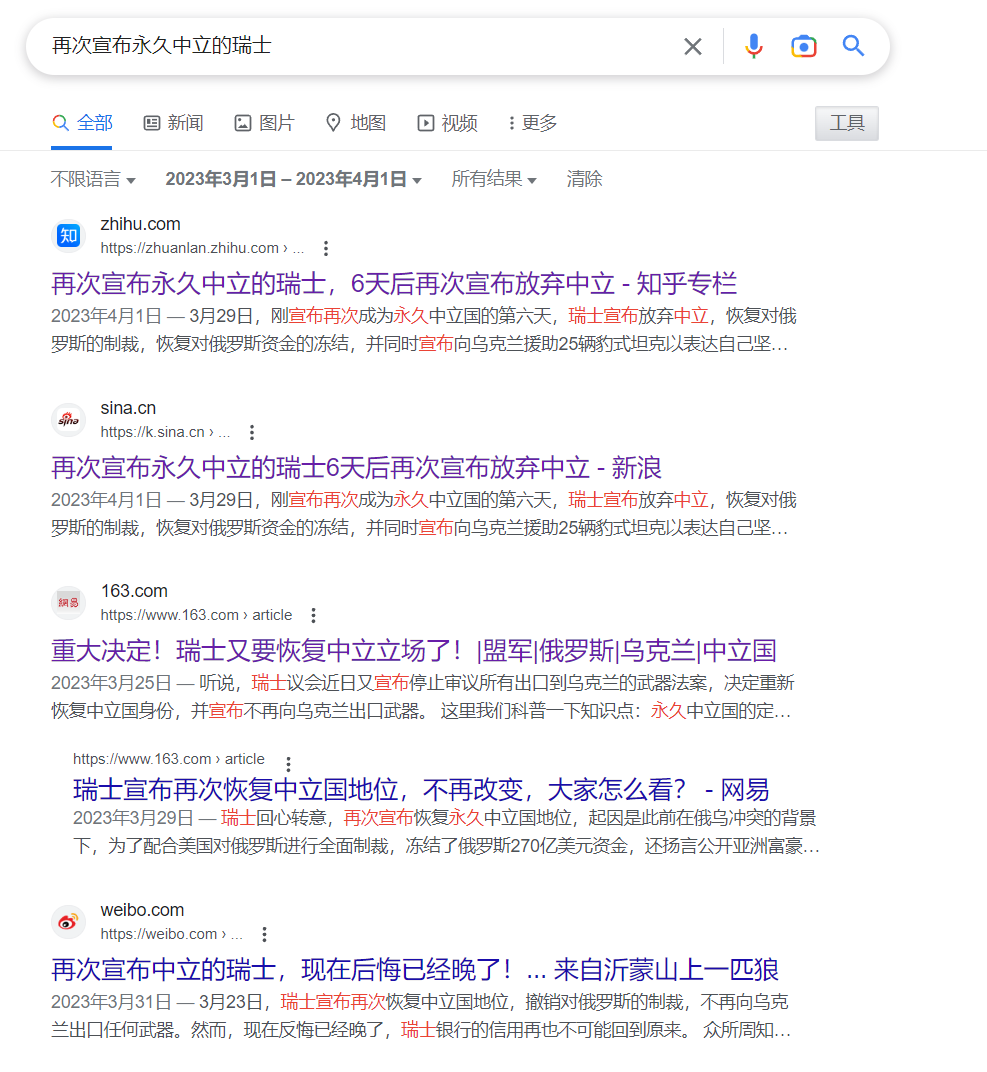 再次宣布永久中立的瑞士
全部 新闻 图片 地图 视频 更多 工具
不限语言 2023年3月1日 – 2023年4月1日 所有结果 清除
知 zhihu.com
https://zhuanlan.zhihu.com › ...
再次宣布永久中立的瑞士，6天后再次宣布放弃中立 - 知乎专栏
2023年4月1日 — 3月29日，刚宣布再次成为永久中立国的第六天，瑞士宣布放弃中立，恢复对俄
罗斯的制裁，恢复对俄罗斯资金的冻结，并同时宣布向乌克兰援助25辆豹式坦克以表达自己坚…
sina sina.cn
https://k.sina.cn › ...
再次宣布永久中立的瑞士6天后再次宣布放弃中立 - 新浪
2023年4月1日 — 3月29日，刚宣布再次成为永久中立国的第六天，瑞士宣布放弃中立，恢复对俄
罗斯的制裁，恢复对俄罗斯资金的冻结，并同时宣布向乌克兰援助25辆豹式坦克以表达自己坚…
網易 163.com
https://www.163.com › article
重大决定！瑞士又要恢复中立立场了！|盟军|俄罗斯|乌克兰|中立国
2023年3月25日 — 听说，瑞士议会近日又宣布停止审议所有出口到乌克兰的武器法案，决定重新
恢复中立国身份，并宣布不再向乌克兰出口武器。 这里我们科普一下知识点：永久中立国的定…
https://www.163.com › article
瑞士宣布再次恢复中立国地位，不再改变，大家怎么看？ - 网易
2023年3月29日 — 瑞士回心转意，再次宣布恢复永久中立国地位，起因是此前在俄乌冲突的背景
下，为了配合美国对俄罗斯进行全面制裁，冻结了俄罗斯270亿美元资金，还扬言公开亚洲富豪…
weibo.com
https://weibo.com › ...
再次宣布中立的瑞士，现在后悔已经晚了！... 来自沂蒙山上一匹狼
2023年3月31日 — 3月23日，瑞士宣布再次恢复中立国地位，撤销对俄罗斯的制裁，不再向乌克
兰出口任何武器。然而，现在反悔已经晚了，瑞士银行的信用再也不可能回到原来。 众所周知…